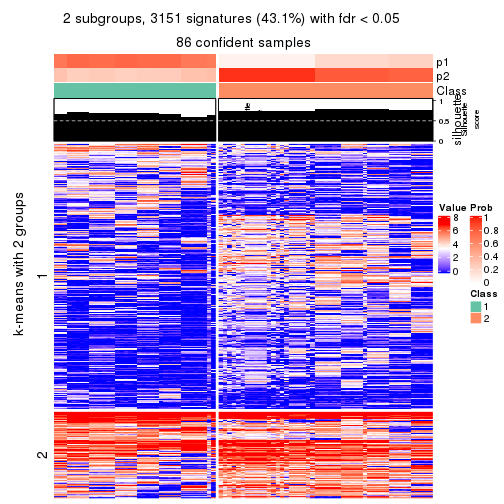 2 subgroups, 3151 signatures (43.1%) with fdr < 0.05
86 confident samples
p1
p2
Class
1
0.5
0
silhouette
Silhouette
score
k-means with 2 groups
1
2
Value
8
6
4
2
0
Prob
1
0.8
0.6
0.4
0.2
0
Class
1
2